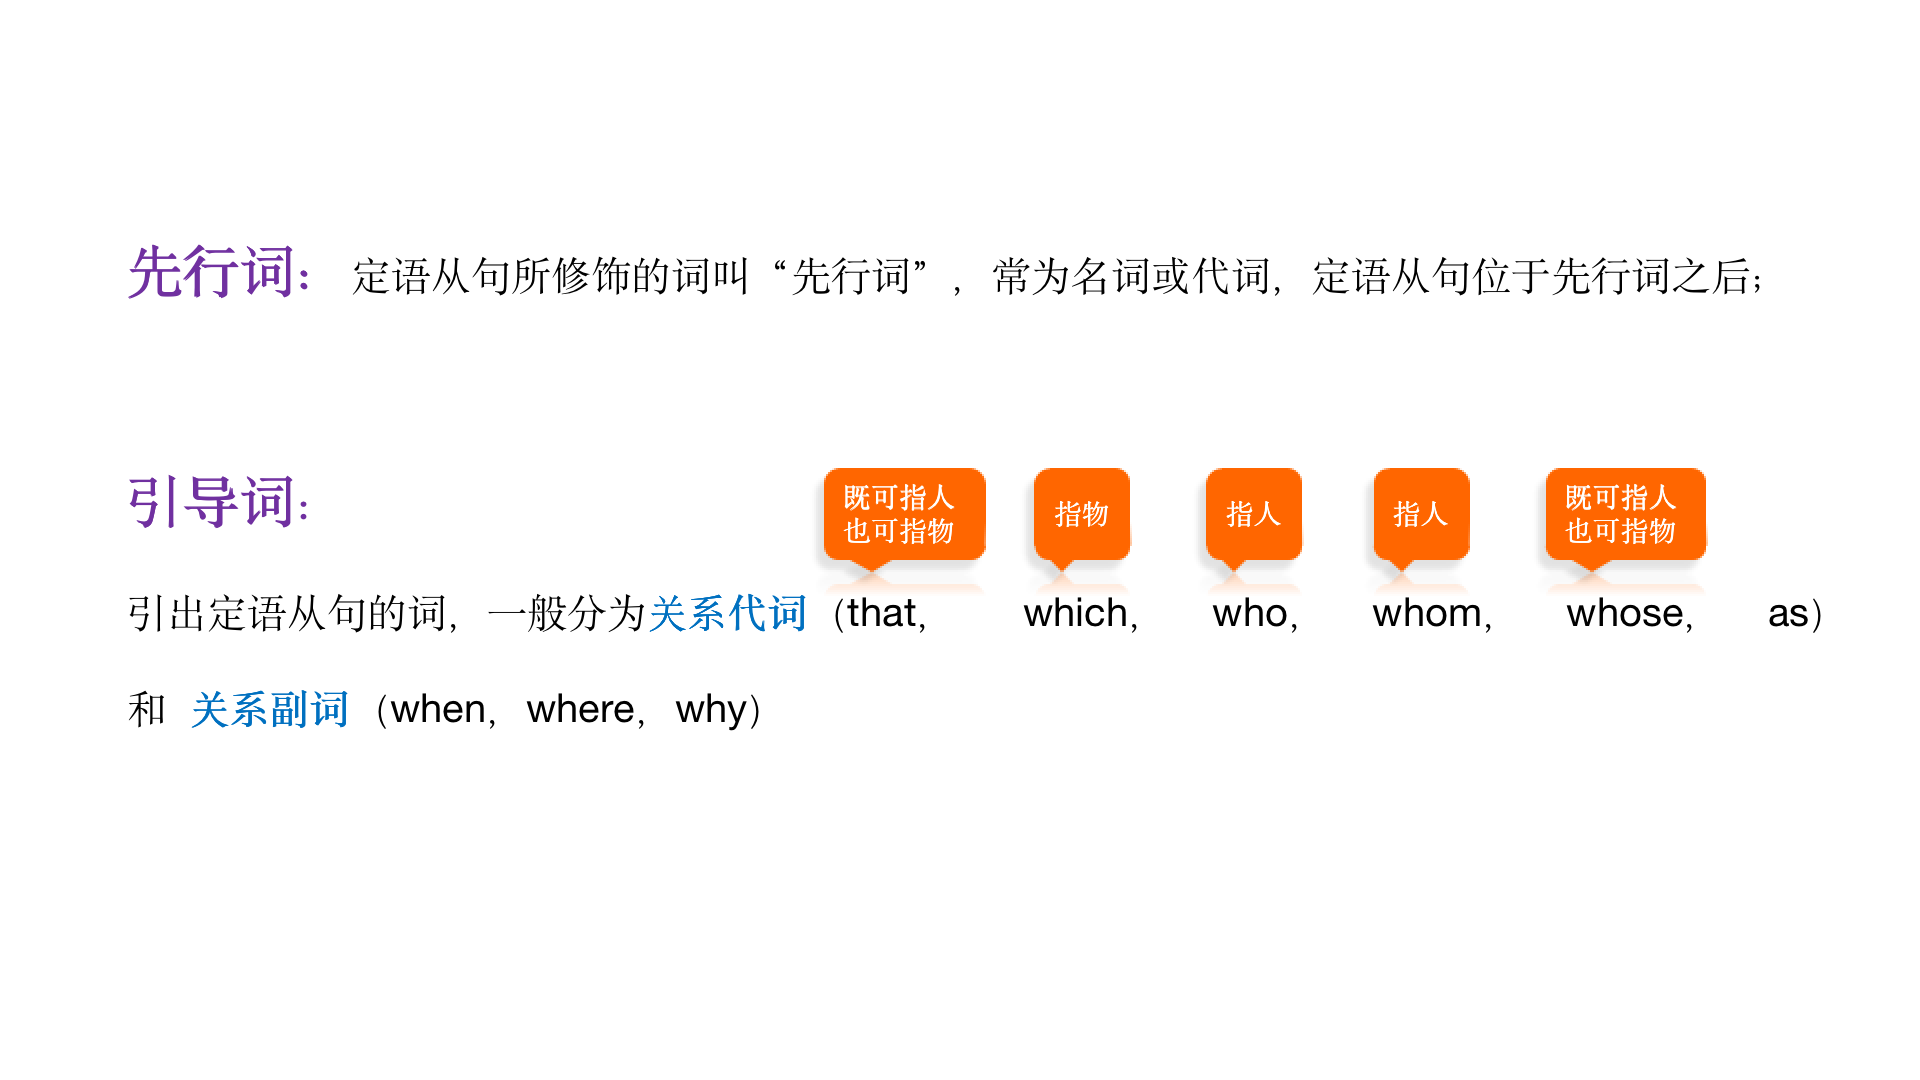 先行词： 定语从句所修饰的词叫“先行词”，常为名词或代词，定语从句位于先行词之后；
引导词：
既可指人
也可指物
指物
指人
指人
既可指人
也可指物
引出定语从句的词，一般分为关系代词（that， which， who， whom， whose， as）
和 关系副词（when，where，why）